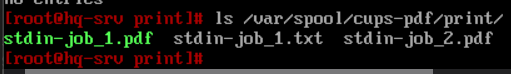 no entries
[root@hq-srv print]# ls /var/spool/cups-pdf/print/
stdin-job_1.pdf  stdin-job_1.txt  stdin-job_2.pdf
[root@hq-srv print]#